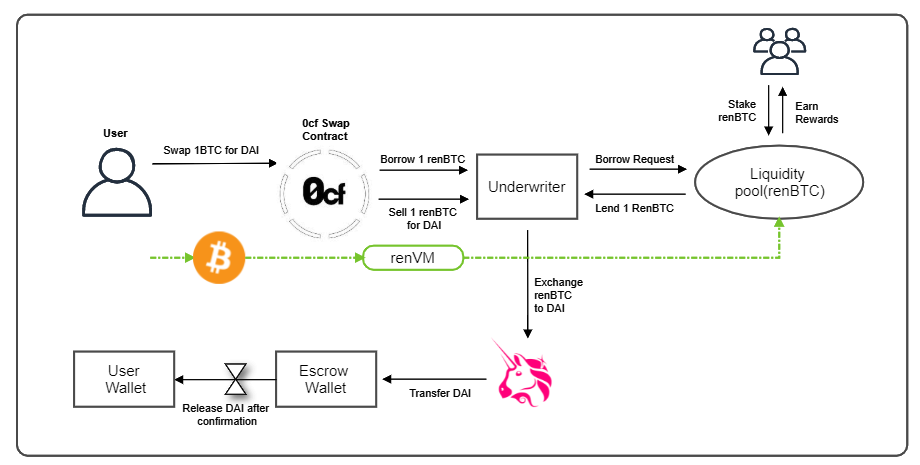 Stake
renBTC
Earn
Rewards
User
0cf Swap
Contract
Swap 1BTC for DAI
Borrow 1 renBTC
Borrow Request
Liquidity
pool(renBTC)
Underwriter
0cf
Sell 1 renBTC
for DAI
Lend 1 RenBTC
renVM
Exchange
renBTC
to DAI
User
Wallet
Escrow
Wallet
Transfer DAI
Release DAI after
confirmation